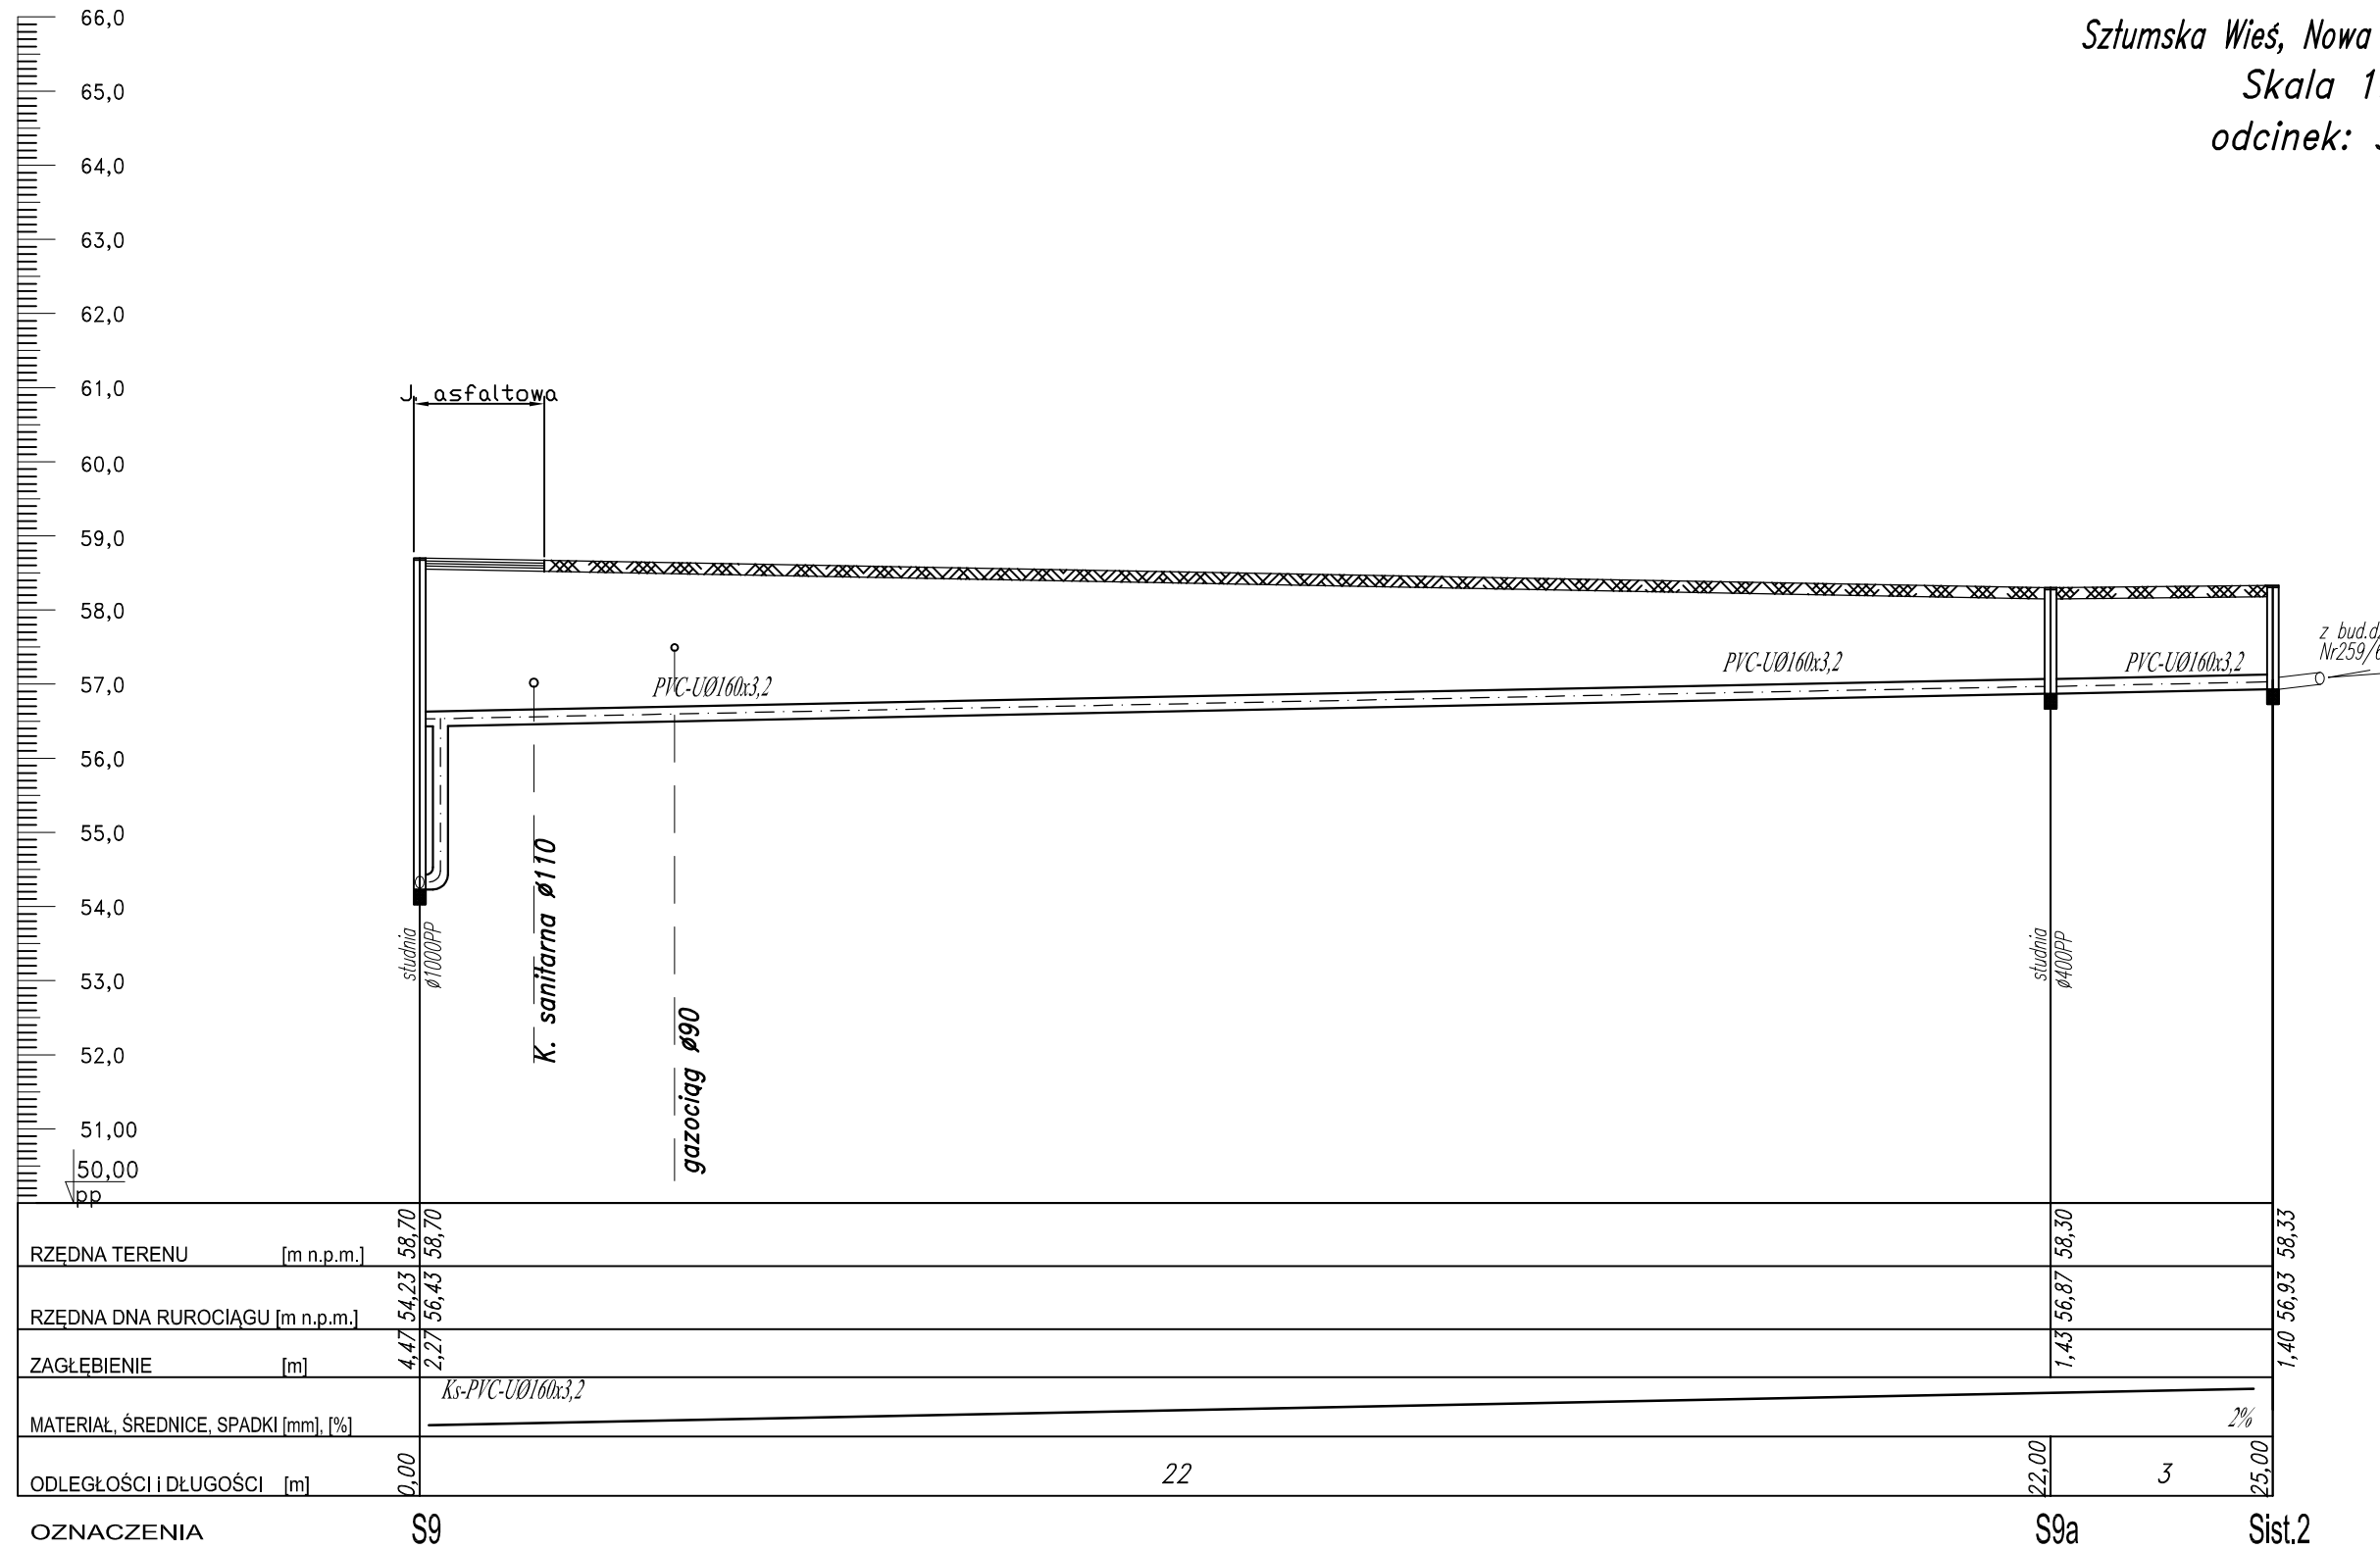 66,0
65,0
64,0
63,0
62,0
61,0
60,0
59,0
58,0
57,0
56,0
55,0
54,0
53,0
52,0
51,00
50,00
pp
Sztumska Wieś, Nowa
Skala 1
odcinek:
J. asfaltowa
PVC-UØ160x3,2
PVC-UØ160x3,2
PVC-UØ160x3,2
z bud.d
Nr259/6
studnia
ø1000PP
K. sanitarna ø110
gazociąg ø90
studnia
ø400PP
RZĘDNA TERENU [m n.p.m.] 58,70 58,70 58,30 58,33
RZĘDNA DNA RUROCIĄGU [m n.p.m.] 54,23 56,43 56,87 56,93
ZAGŁĘBIENIE [m] 4,47 2,27 1,43 1,40
MATERIAŁ, ŚREDNICE, SPADKI [mm], [%] Ks-PVC-UØ160x3,2 2%
ODLEGŁOŚCI i DŁUGOŚCI [m] 0,00 22 22,00 3 25,00
OZNACZENIA S9 S9a Sist.2